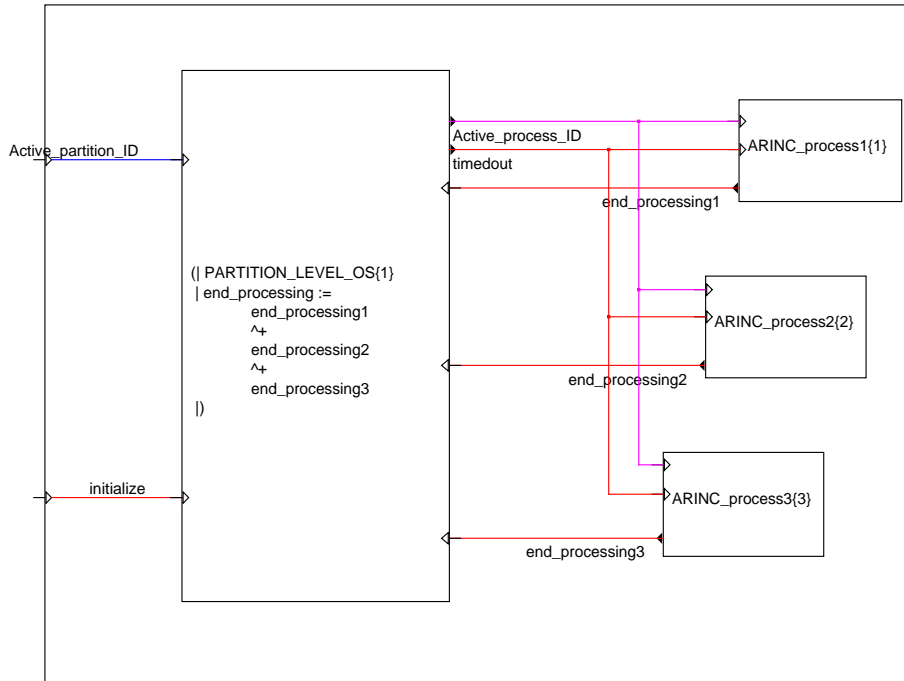 Active_process_ID
ARINC_process1{1}
Active_partition_ID
timedout
end_processing1
(| PARTITION_LEVEL_OS{1}
| end_processing :=
end_processing1
^+
end_processing2
^+
end_processing3
|)
ARINC_process2{2}
end_processing2
initialize
ARINC_process3{3}
end_processing3